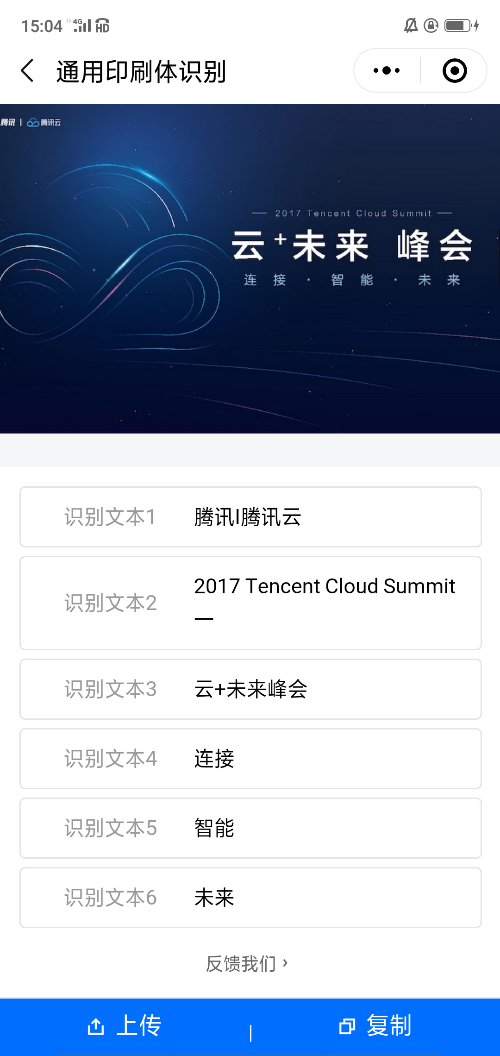 15:04 4G HD
通用印刷体识别
腾讯 | 腾讯云
2017 Tencent Cloud Summit
云+未来 峰会
连接 · 智能 · 未来
识别文本1 腾讯I腾讯云
识别文本2 2017 Tencent Cloud Summit
一
识别文本3 云+未来峰会
识别文本4 连接
识别文本5 智能
识别文本6 未来
反馈我们 ›
上传 | 复制